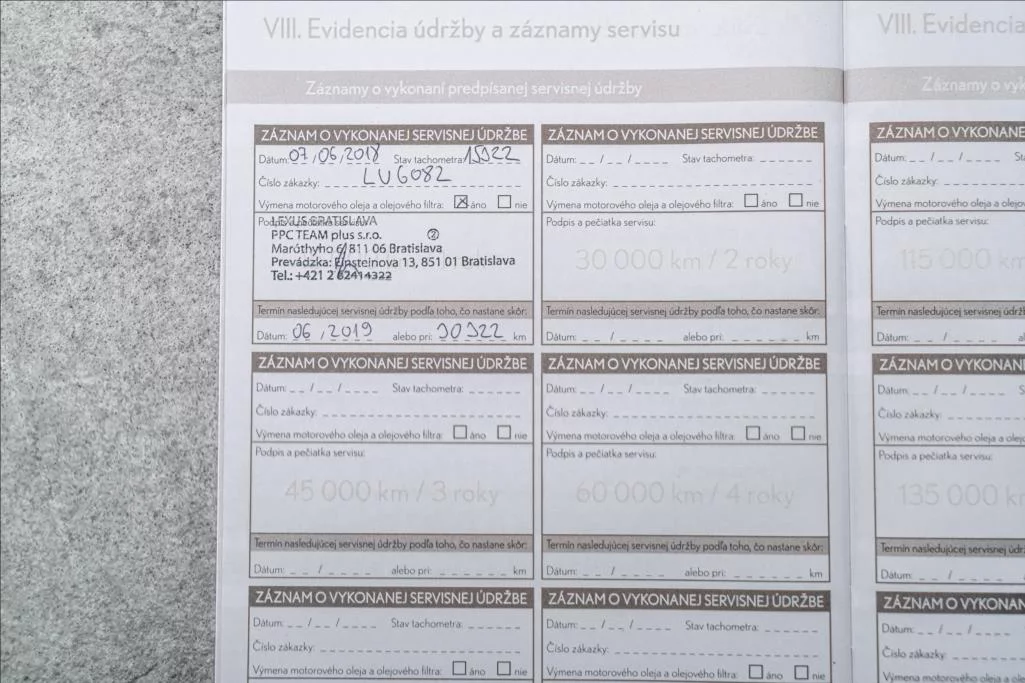 VIII. Evidencia údržby a záznamy servisu
Záznamy o vykonaní predpísanej servisnej údržby
ZÁZNAM O VYKONANEJ SERVISNEJ ÚDRŽBE
Dátum: 07/06/2018 Stav tachometra: 15922
Číslo zákazky: LU6082
Výmena motorového oleja a olejového filtra: ☒ áno ☐ nie
Podpis a pečiatka servisu:
LEXUS BRATISLAVA
PPC TEAM plus s.r.o. ②
Maróthyho 6, 811 06 Bratislava
Prevádzka: Einsteinova 13, 851 01 Bratislava
Tel.: +421 2 62414322
Termín nasledujúcej servisnej údržby podľa toho, čo nastane skôr:
Dátum: 06/2019 alebo pri: 30922 km
ZÁZNAM O VYKONANEJ SERVISNEJ ÚDRŽBE
Dátum: _ _ / _ _ / _ _ _ _ Stav tachometra: _ _ _ _ _ _
Číslo zákazky:
Výmena motorového oleja a olejového filtra: ☐ áno ☐ nie
Podpis a pečiatka servisu:
30 000 km / 2 roky
Termín nasledujúcej servisnej údržby podľa toho, čo nastane skôr:
Dátum: _ _ / _ _ _ _ alebo pri: _ _ _ _ _ _ km
ZÁZNAM O VYKONANEJ SERVISNEJ ÚDRŽBE
Dátum: _ _ / _ _ / _ _ _ _ Stav tachometra: _ _ _ _ _ _
Číslo zákazky:
Výmena motorového oleja a olejového filtra: ☐ áno ☐ nie
Podpis a pečiatka servisu:
45 000 km / 3 roky
Termín nasledujúcej servisnej údržby podľa toho, čo nastane skôr:
Dátum: _ _ / _ _ _ _ alebo pri: _ _ _ _ _ _ km
ZÁZNAM O VYKONANEJ SERVISNEJ ÚDRŽBE
Dátum: _ _ / _ _ / _ _ _ _ Stav tachometra: _ _ _ _ _ _
Číslo zákazky:
Výmena motorového oleja a olejového filtra: ☐ áno ☐ nie
Podpis a pečiatka servisu:
60 000 km / 4 roky
Termín nasledujúcej servisnej údržby podľa toho, čo nastane skôr:
Dátum: _ _ / _ _ _ _ alebo pri: _ _ _ _ _ _ km
ZÁZNAM O VYKONANEJ SERVISNEJ ÚDRŽBE
Dátum: _ _ / _ _ / _ _ _ _ Stav tachometra: _ _ _ _ _ _
Číslo zákazky:
Výmena motorového oleja a olejového filtra: ☐ áno ☐ nie
ZÁZNAM O VYKONANEJ SERVISNEJ ÚDRŽBE
Dátum: _ _ / _ _ / _ _ _ _ Stav tachometra: _ _ _ _ _ _
Číslo zákazky:
Výmena motorového oleja a olejového filtra: ☐ áno ☐ nie
VIII. Evidencia
Záznamy o
ZÁZNAM O VYKONANE
Dátum: _ _ / _ _ / _ _ _ _
Číslo zákazky:
Výmena motorového oleja a olejové
Podpis a pečiatka servisu:
115 000 km
Termín nasledujúcej servisnej údržby
Dátum: _ _ / _ _ _ _
ZÁZNAM O VYKONAN
Dátum: _ _ / _ _ / _ _ _ _
Číslo zákazky:
Výmena motorového oleja a olejové
Podpis a pečiatka servisu:
135 000 k
Termín nasledujúcej servisnej údr
Dátum: _ _ / _ _ _ _
ZÁZNAM O VYKONAN
Dátum: _ _ / _ _ / _ _ _ _
Číslo zákazky:
Výmena motorového oleja a olejo